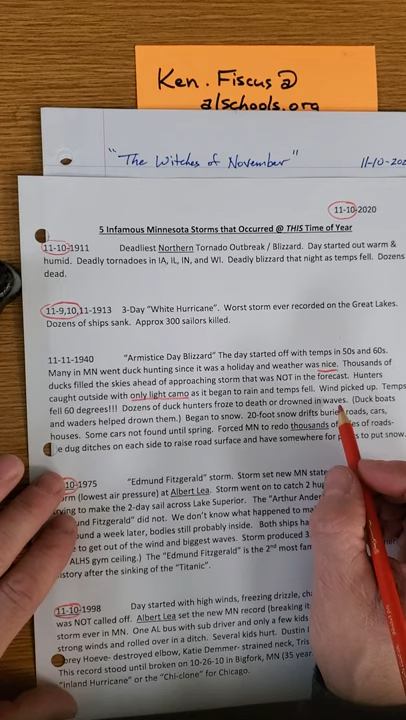 Ken.Fiscus@
alschools.org
"The Witches of November"
11-10-202
11-10-2020
5 Infamous Minnesota Storms that Occurred @ THIS Time of Year
11-10-1911 Deadliest Northern Tornado Outbreak / Blizzard. Day started out warm &
humid. Deadly tornadoes in IA, IL, IN, and WI. Deadly blizzard that night as temps fell. Dozens
dead.
11-9,10,11-1913 3-Day "White Hurricane". Worst storm ever recorded on the Great Lakes.
Dozens of ships sank. Approx 300 sailors killed.
11-11-1940 "Armistice Day Blizzard" The day started off with temps in 50s and 60s.
Many in MN went duck hunting since it was a holiday and weather was nice. Thousands of
ducks filled the skies ahead of approaching storm that was NOT in the forecast. Hunters
caught outside with only light camo as it began to rain and temps fell. Wind picked up. Temps
fell 60 degrees!!! Dozens of duck hunters froze to death or drowned in waves. (Duck boats
and waders helped drown them.) Began to snow. 20-foot snow drifts buried roads, cars,
houses. Some cars not found until spring. Forced MN to redo thousands of miles of roads-
dug ditches on each side to raise road surface and have somewhere for to put snow.
10-1975 "Edmund Fitzgerald" storm. Storm set new MN state
(lowest air pressure) at Albert Lea. Storm went on to catch 2
to make the 2-day sail across Lake Superior. The "Arthur
Fitzgerald" did not. We don't know what happened to
a week later, bodies still probably inside. Both ships
to get out of the wind and biggest waves. Storm produced
ALHS gym ceiling.) The "Edmund Fitzgerald" is the 2nd most
history after the sinking of the "Titanic".
11-10-1998 Day started with high winds, freezing drizzle,
was NOT called off. Albert Lea set the new MN record (breaking
storm ever in MN. One AL bus with sub driver and only a few kids
strong winds and rolled over in a ditch. Several kids hurt. Dustin
Hoeve- destroyed elbow, Katie Demmer- strained neck,
This record stood until broken on 10-26-10 in Bigfork, MN (35
"Inland Hurricane" or the "Chi-clone" for Chicago.